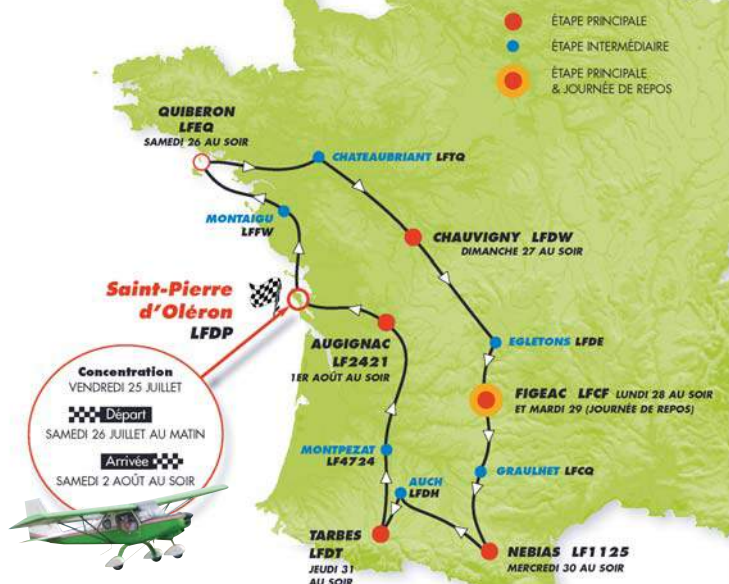 ÉTAPE PRINCIPALE
ÉTAPE INTERMÉDIAIRE
ÉTAPE PRINCIPALE
& JOURNÉE DE REPOS
QUIBERON
LFEQ
SAMEDI 26 AU SOIR
CHATEAUBRIANT LFTQ
MONTAIGU
LFFW
CHAUVIGNY LFDW
DIMANCHE 27 AU SOIR
Saint-Pierre
d'Oléron
LFDP
AUGIGNAC
LF2421
1ER AOÛT AU SOIR
EGLETONS LFDE
Concentration
VENDREDI 25 JUILLET
Départ
SAMEDI 26 JUILLET AU MATIN
Arrivée
SAMEDI 2 AOÛT AU SOIR
FIGEAC LFCF LUNDI 28 AU SOIR
ET MARDI 29 (JOURNÉE DE REPOS)
MONTPEZAT
LF4724
AUCH
LFDH
GRAULHET LFCQ
TARBES
LFDT
JEUDI 31
AU SOIR
NEBIAS LF1125
MERCREDI 30 AU SOIR